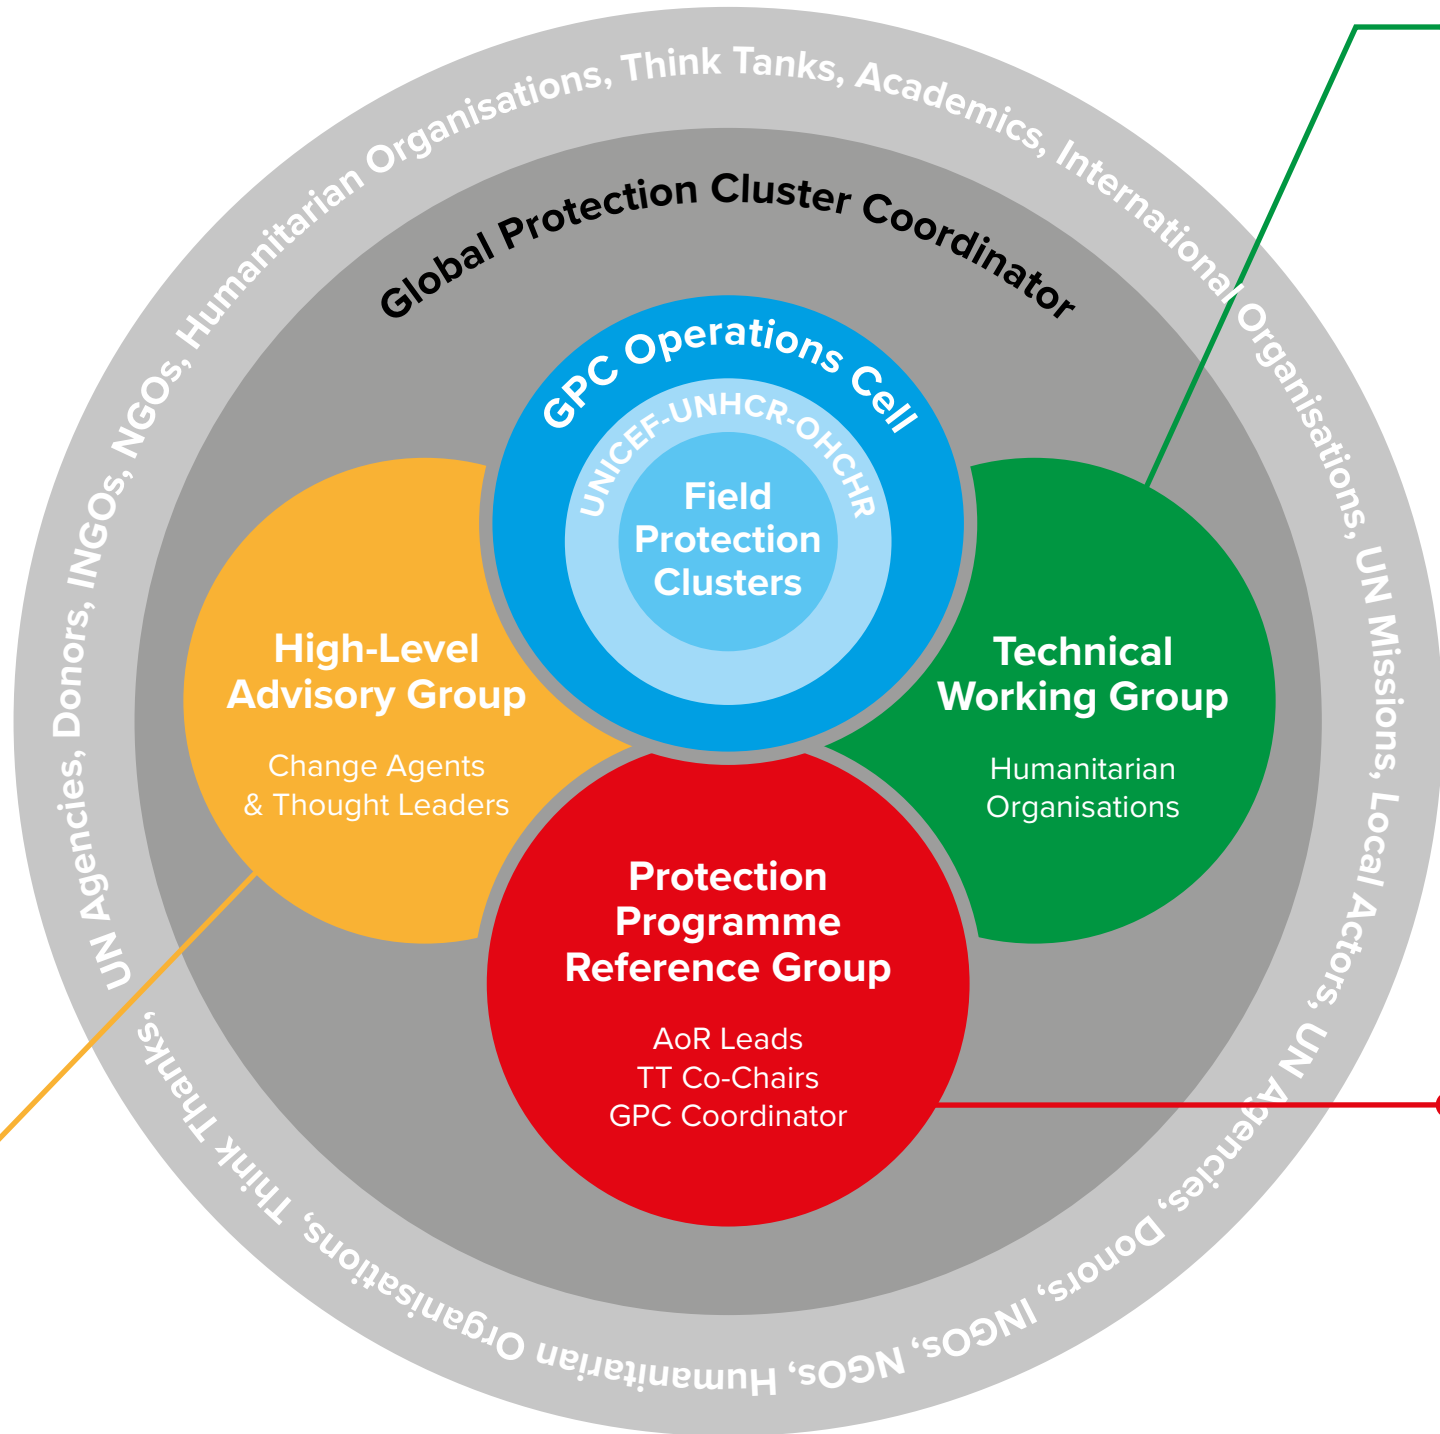 UN Agencies, Donors, INGOs, NGOs, Humanitarian Organisations, Think Tanks, Academics, International Organisations, UN Missions, Local Actors, UN Agencies, Donors, INGOs, NGOs, Humanitarian Organisations, Think Thanks,
Global Protection Cluster Coordinator
GPC Operations Cell
UNICEF-UNHCR-OHCHR
Field
Protection
Clusters
High-Level
Advisory Group
Change Agents
& Thought Leaders
Technical
Working Group
Humanitarian
Organisations
Protection
Programme
Reference Group
AoR Leads
TT Co-Chairs
GPC Coordinator